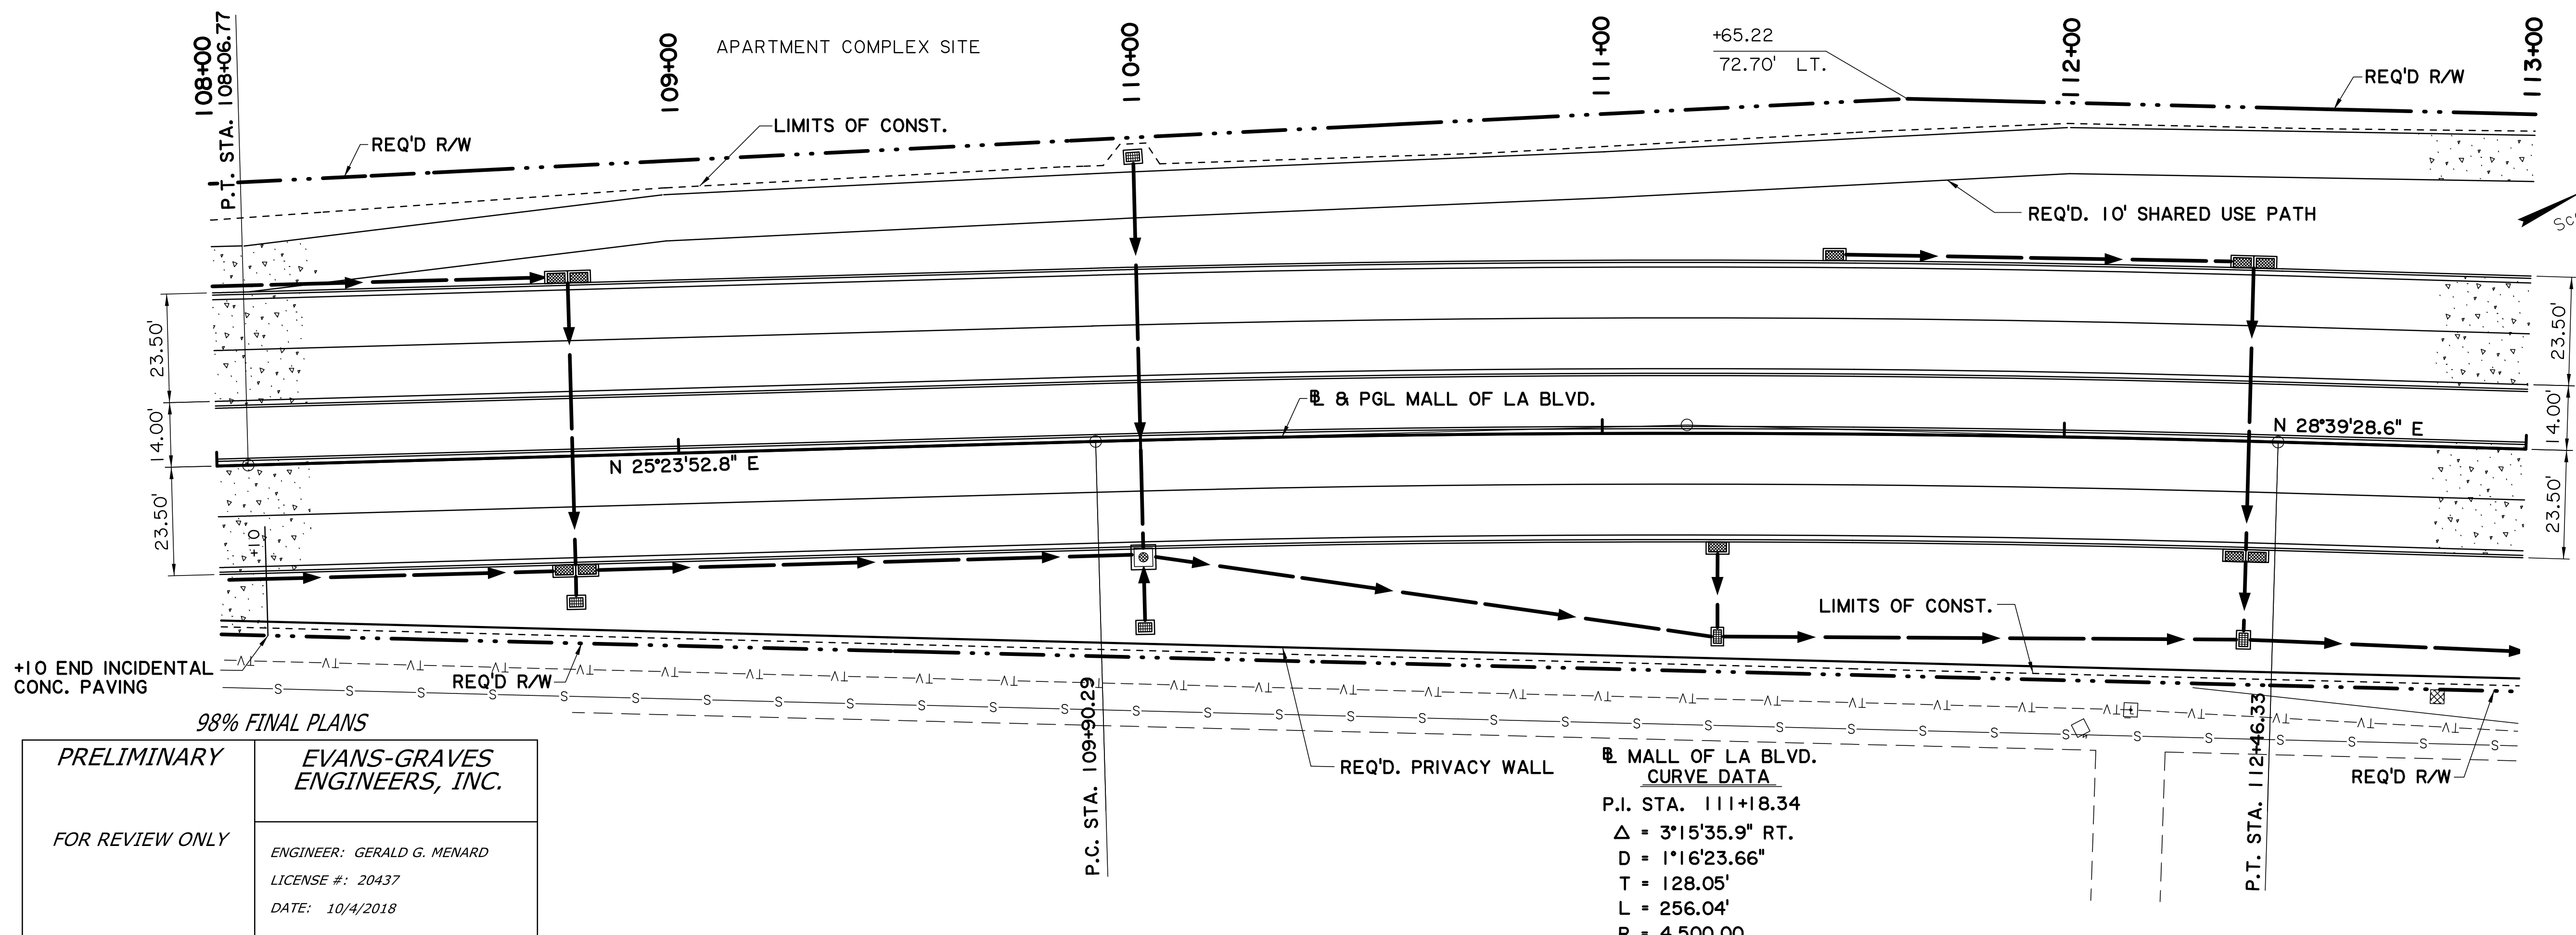 108+00
P.T. STA. 108+06.77
109+00
APARTMENT COMPLEX SITE
110+00
111+00
+65.22
72.70' LT.
112+00
113+00
REQ'D R/W
REQ'D R/W
LIMITS OF CONST.
REQ'D. 10' SHARED USE PATH
23.50'
14.00'
23.50'
23.50'
14.00'
23.50'
℄ & PGL MALL OF LA BLVD.
N 25°23'52.8" E
N 28°39'28.6" E
+10
LIMITS OF CONST.
+10 END INCIDENTAL
CONC. PAVING
REQ'D R/W
P.C. STA. 109+90.29
REQ'D. PRIVACY WALL
P.T. STA. 112+46.33
REQ'D R/W
98% FINAL PLANS
PRELIMINARY
FOR REVIEW ONLY
EVANS-GRAVES
ENGINEERS, INC.
ENGINEER: GERALD G. MENARD
LICENSE #: 20437
DATE: 10/4/2018
℄ MALL OF LA BLVD.
CURVE DATA
P.I. STA. 111+18.34
Δ = 3°15'35.9" RT.
D = 1°16'23.66"
T = 128.05'
L = 256.04'
R = 4,500.00